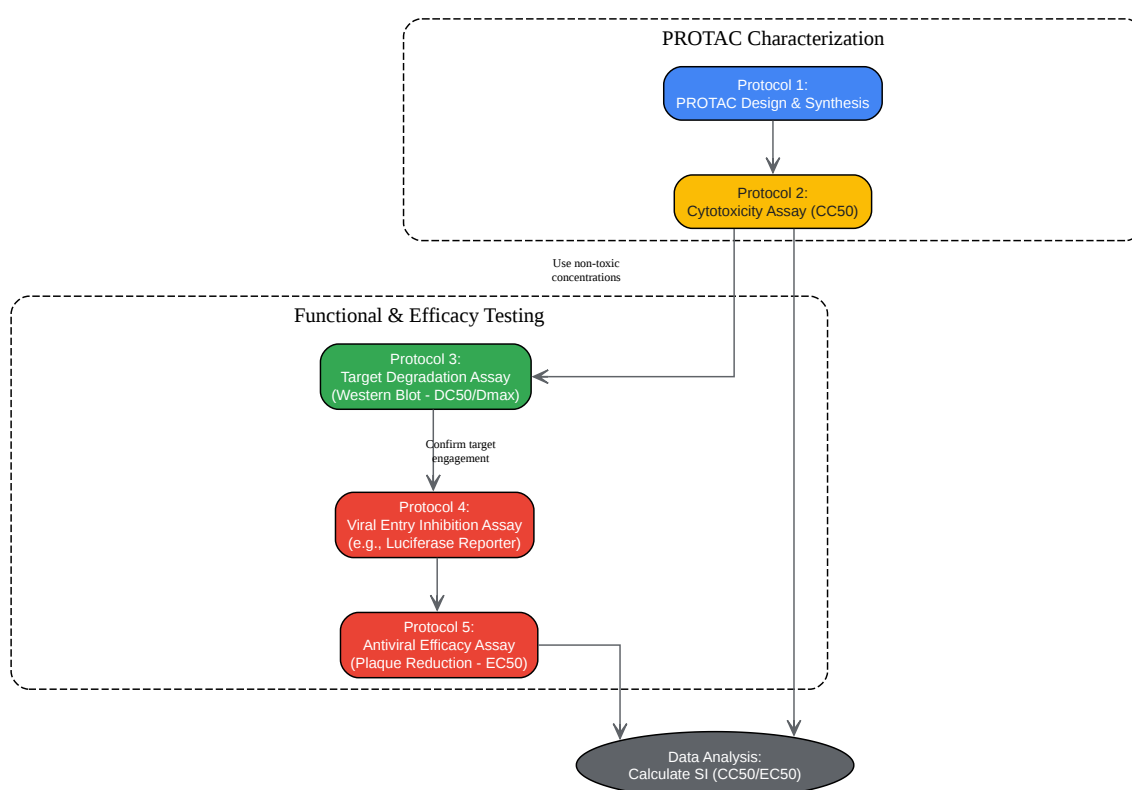 PROTAC Characterization
Protocol 1:
PROTAC Design & Synthesis
Protocol 2:
Cytotoxicity Assay (CC50)
Use non-toxic
concentrations
Functional & Efficacy Testing
Protocol 3:
Target Degradation Assay
(Western Blot - DC50/Dmax)
Confirm target
engagement
Protocol 4:
Viral Entry Inhibition Assay
(e.g., Luciferase Reporter)
Protocol 5:
Antiviral Efficacy Assay
(Plaque Reduction - EC50)
Data Analysis:
Calculate SI (CC50/EC50)